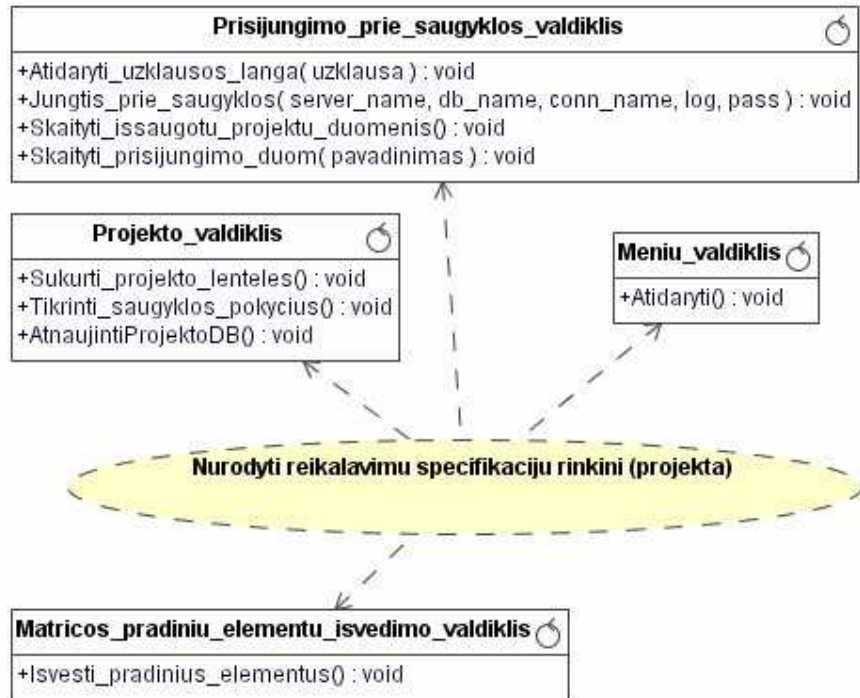 Prisijungimo_prie_saugyklos_valdiklis
+Atidaryti_uzklausos_langa( uzklausa ) : void
+Jungtis_prie_saugyklos( server_name, db_name, conn_name, log, pass ) : void
+Skaityti_issaugotu_projektu_duomenis() : void
+Skaityti_prisijungimo_duom( pavadinimas ) : void
Projekto_valdiklis
+Sukurti_projekto_lenteles() : void
+Tikrinti_saugyklos_pokycius() : void
+AtnaujintiProjektoDB() : void
Meniu_valdiklis
+Atidaryti() : void
Nurodyti reikalavimu specifikaciju rinkini (projekta)
Matricos_pradiniu_elementu_isvedimo_valdiklis
+Isvesti_pradinius_elementus() : void